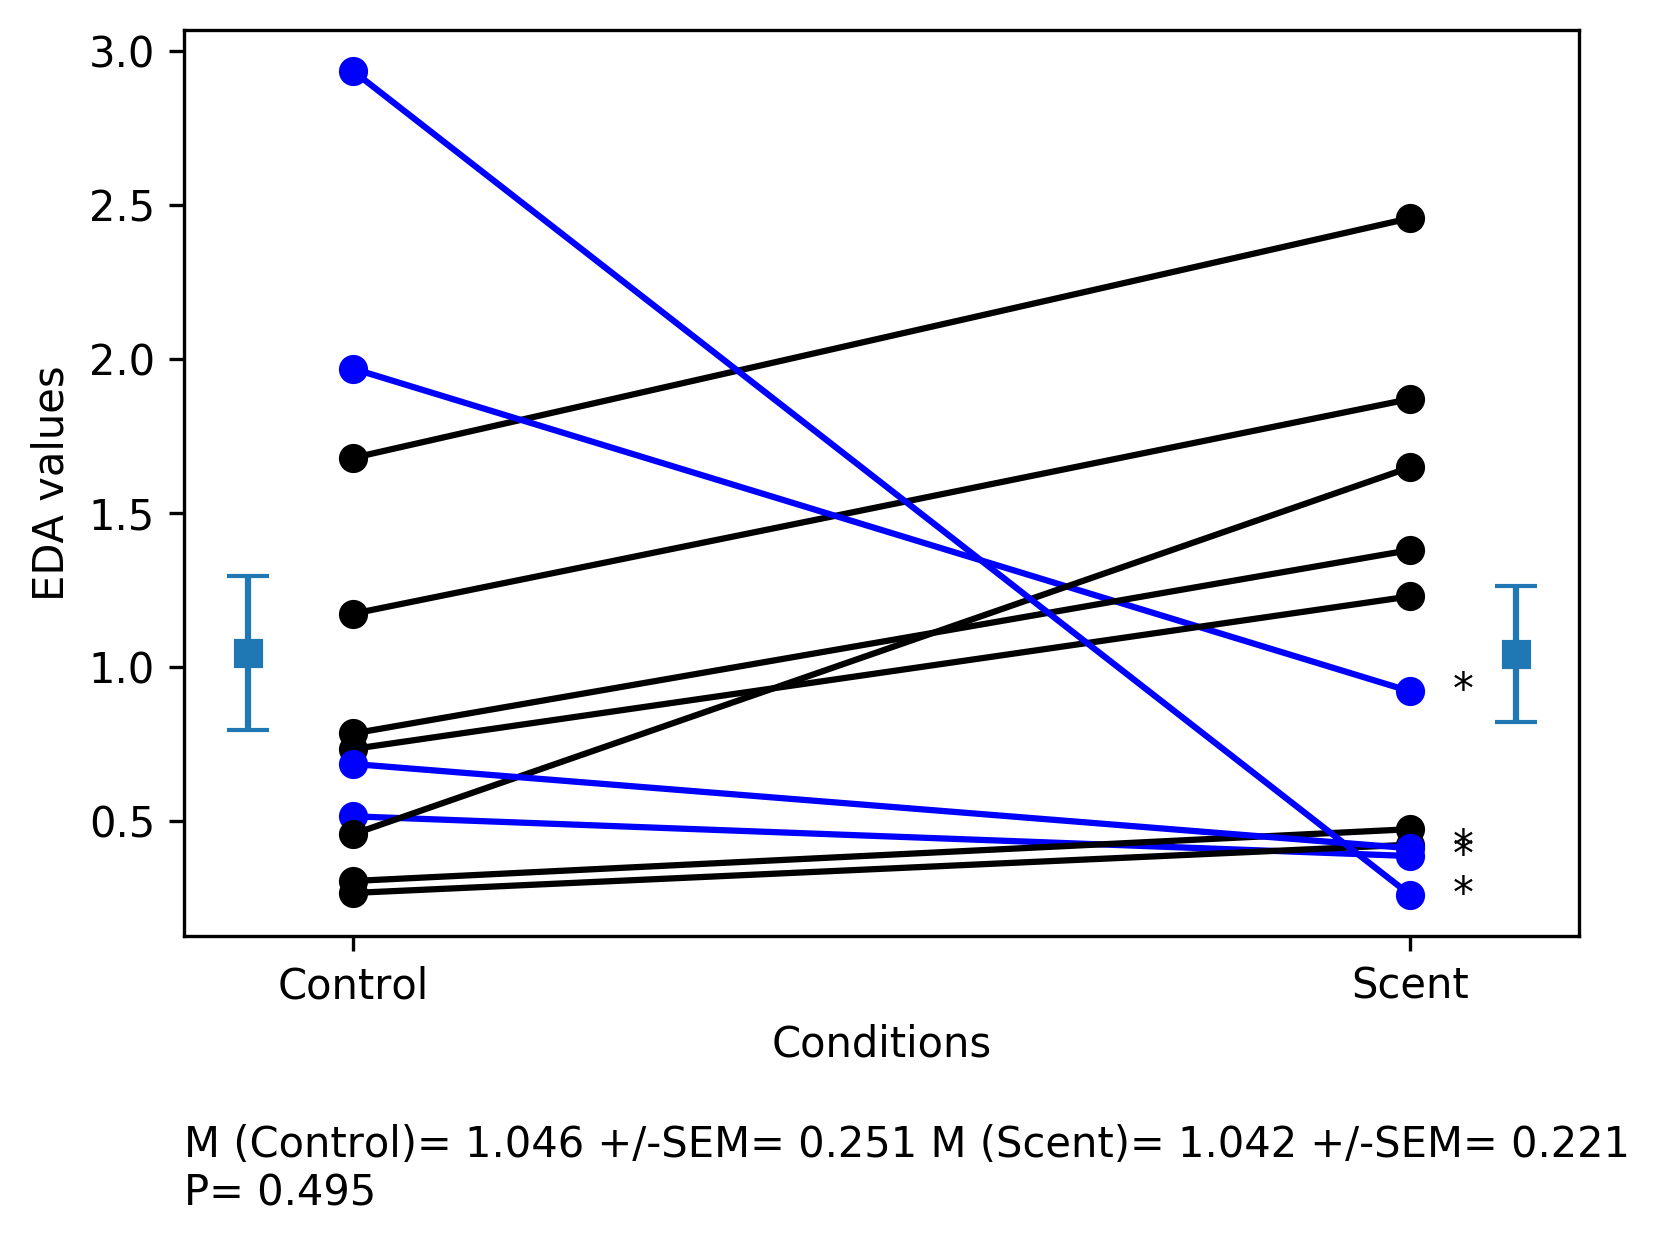 3.0
2.5
2.0
1.5
1.0
0.5
EDA values
*
*
*
*
Control
Scent
Conditions
M (Control)= 1.046 +/-SEM= 0.251 M (Scent)= 1.042 +/-SEM= 0.221
P= 0.495